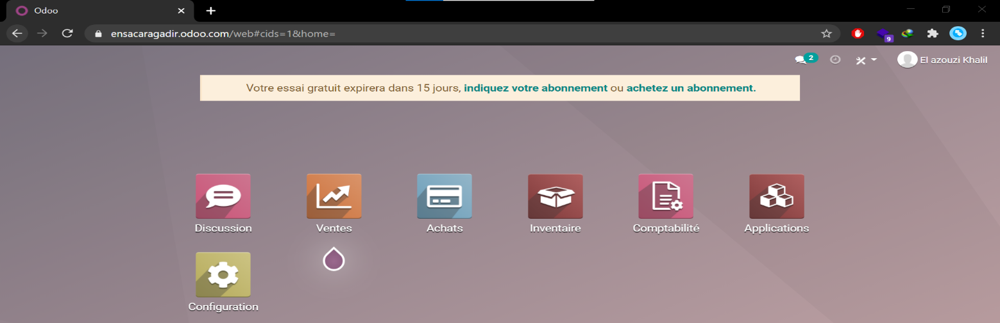 Odoo
ensacaragadir.odoo.com/web#cids=1&home=
9
2
El azouzi Khalil
Votre essai gratuit expirera dans 15 jours, indiquez votre abonnement ou achetez un abonnement.
Discussion Ventes Achats Inventaire Comptabilité Applications
Configuration